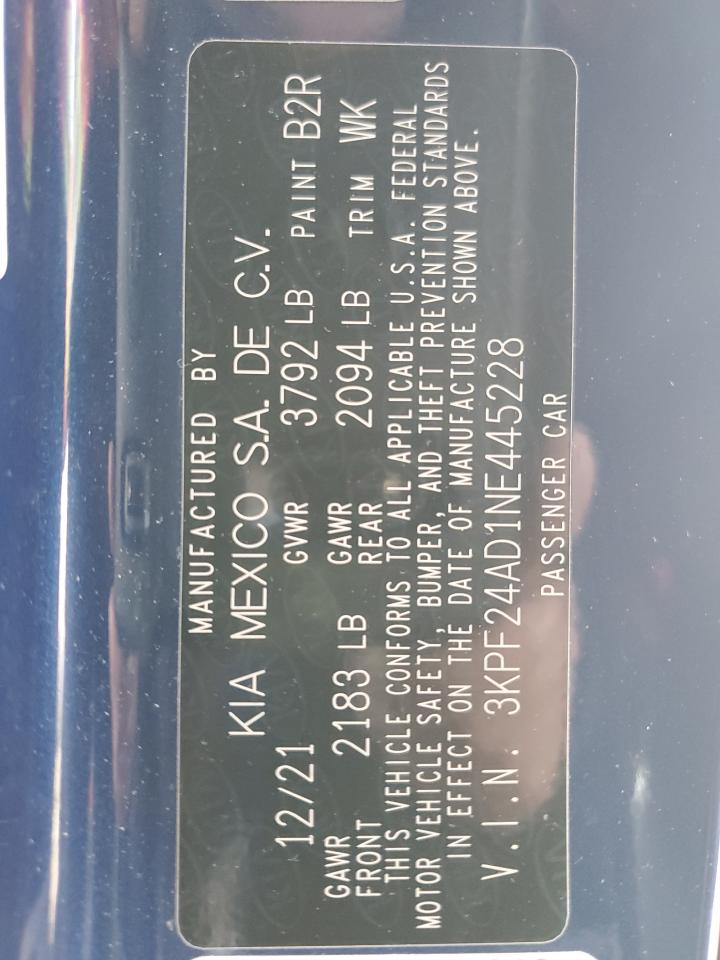 MANUFACTURED BY
KIA MEXICO S.A. DE C.V.
12/21 GVWR 3792 LB PAINT B2R
GAWR FRONT 2183 LB GAWR REAR 2094 LB TRIM WK
THIS VEHICLE CONFORMS TO ALL APPLICABLE U.S.A. FEDERAL
MOTOR VEHICLE SAFETY, BUMPER, AND THEFT PREVENTION STANDARDS
IN EFFECT ON THE DATE OF MANUFACTURE SHOWN ABOVE.
V.I.N. 3KPF24AD1NE445228
PASSENGER CAR